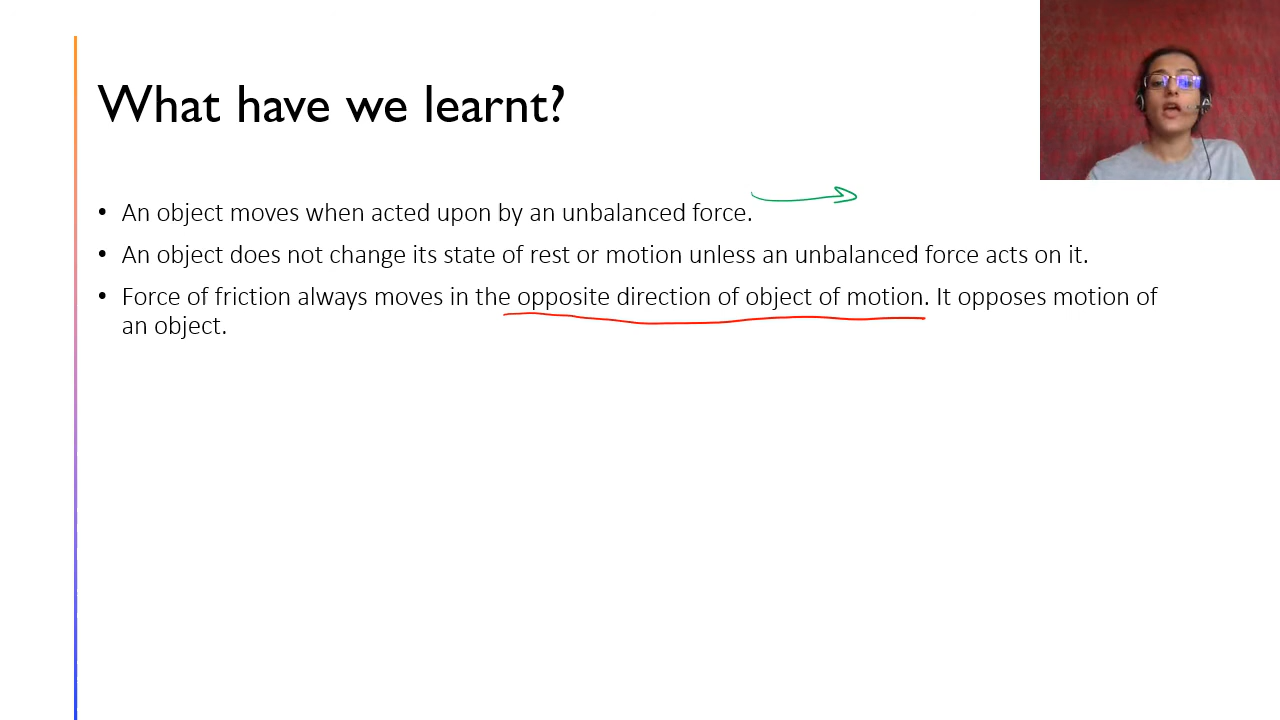 What have we learnt?
• An object moves when acted upon by an unbalanced force.
• An object does not change its state of rest or motion unless an unbalanced force acts on it.
• Force of friction always moves in the opposite direction of object of motion. It opposes motion of
an object.